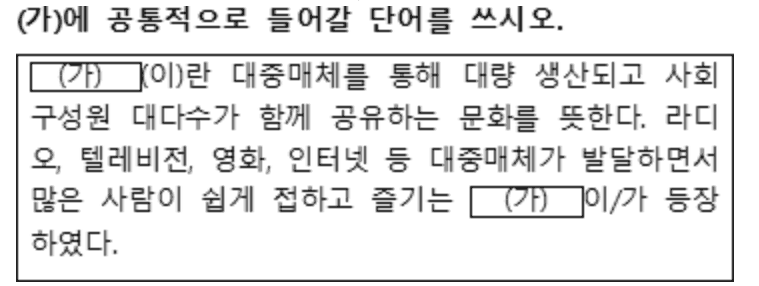 (가)에 공통적으로 들어갈 단어를 쓰시오.
(가) (이)란 대중매체를 통해 대량 생산되고 사회
구성원 대다수가 함께 공유하는 문화를 뜻한다. 라디
오, 텔레비전, 영화, 인터넷 등 대중매체가 발달하면서
많은 사람이 쉽게 접하고 즐기는 (가) 이/가 등장
하였다.